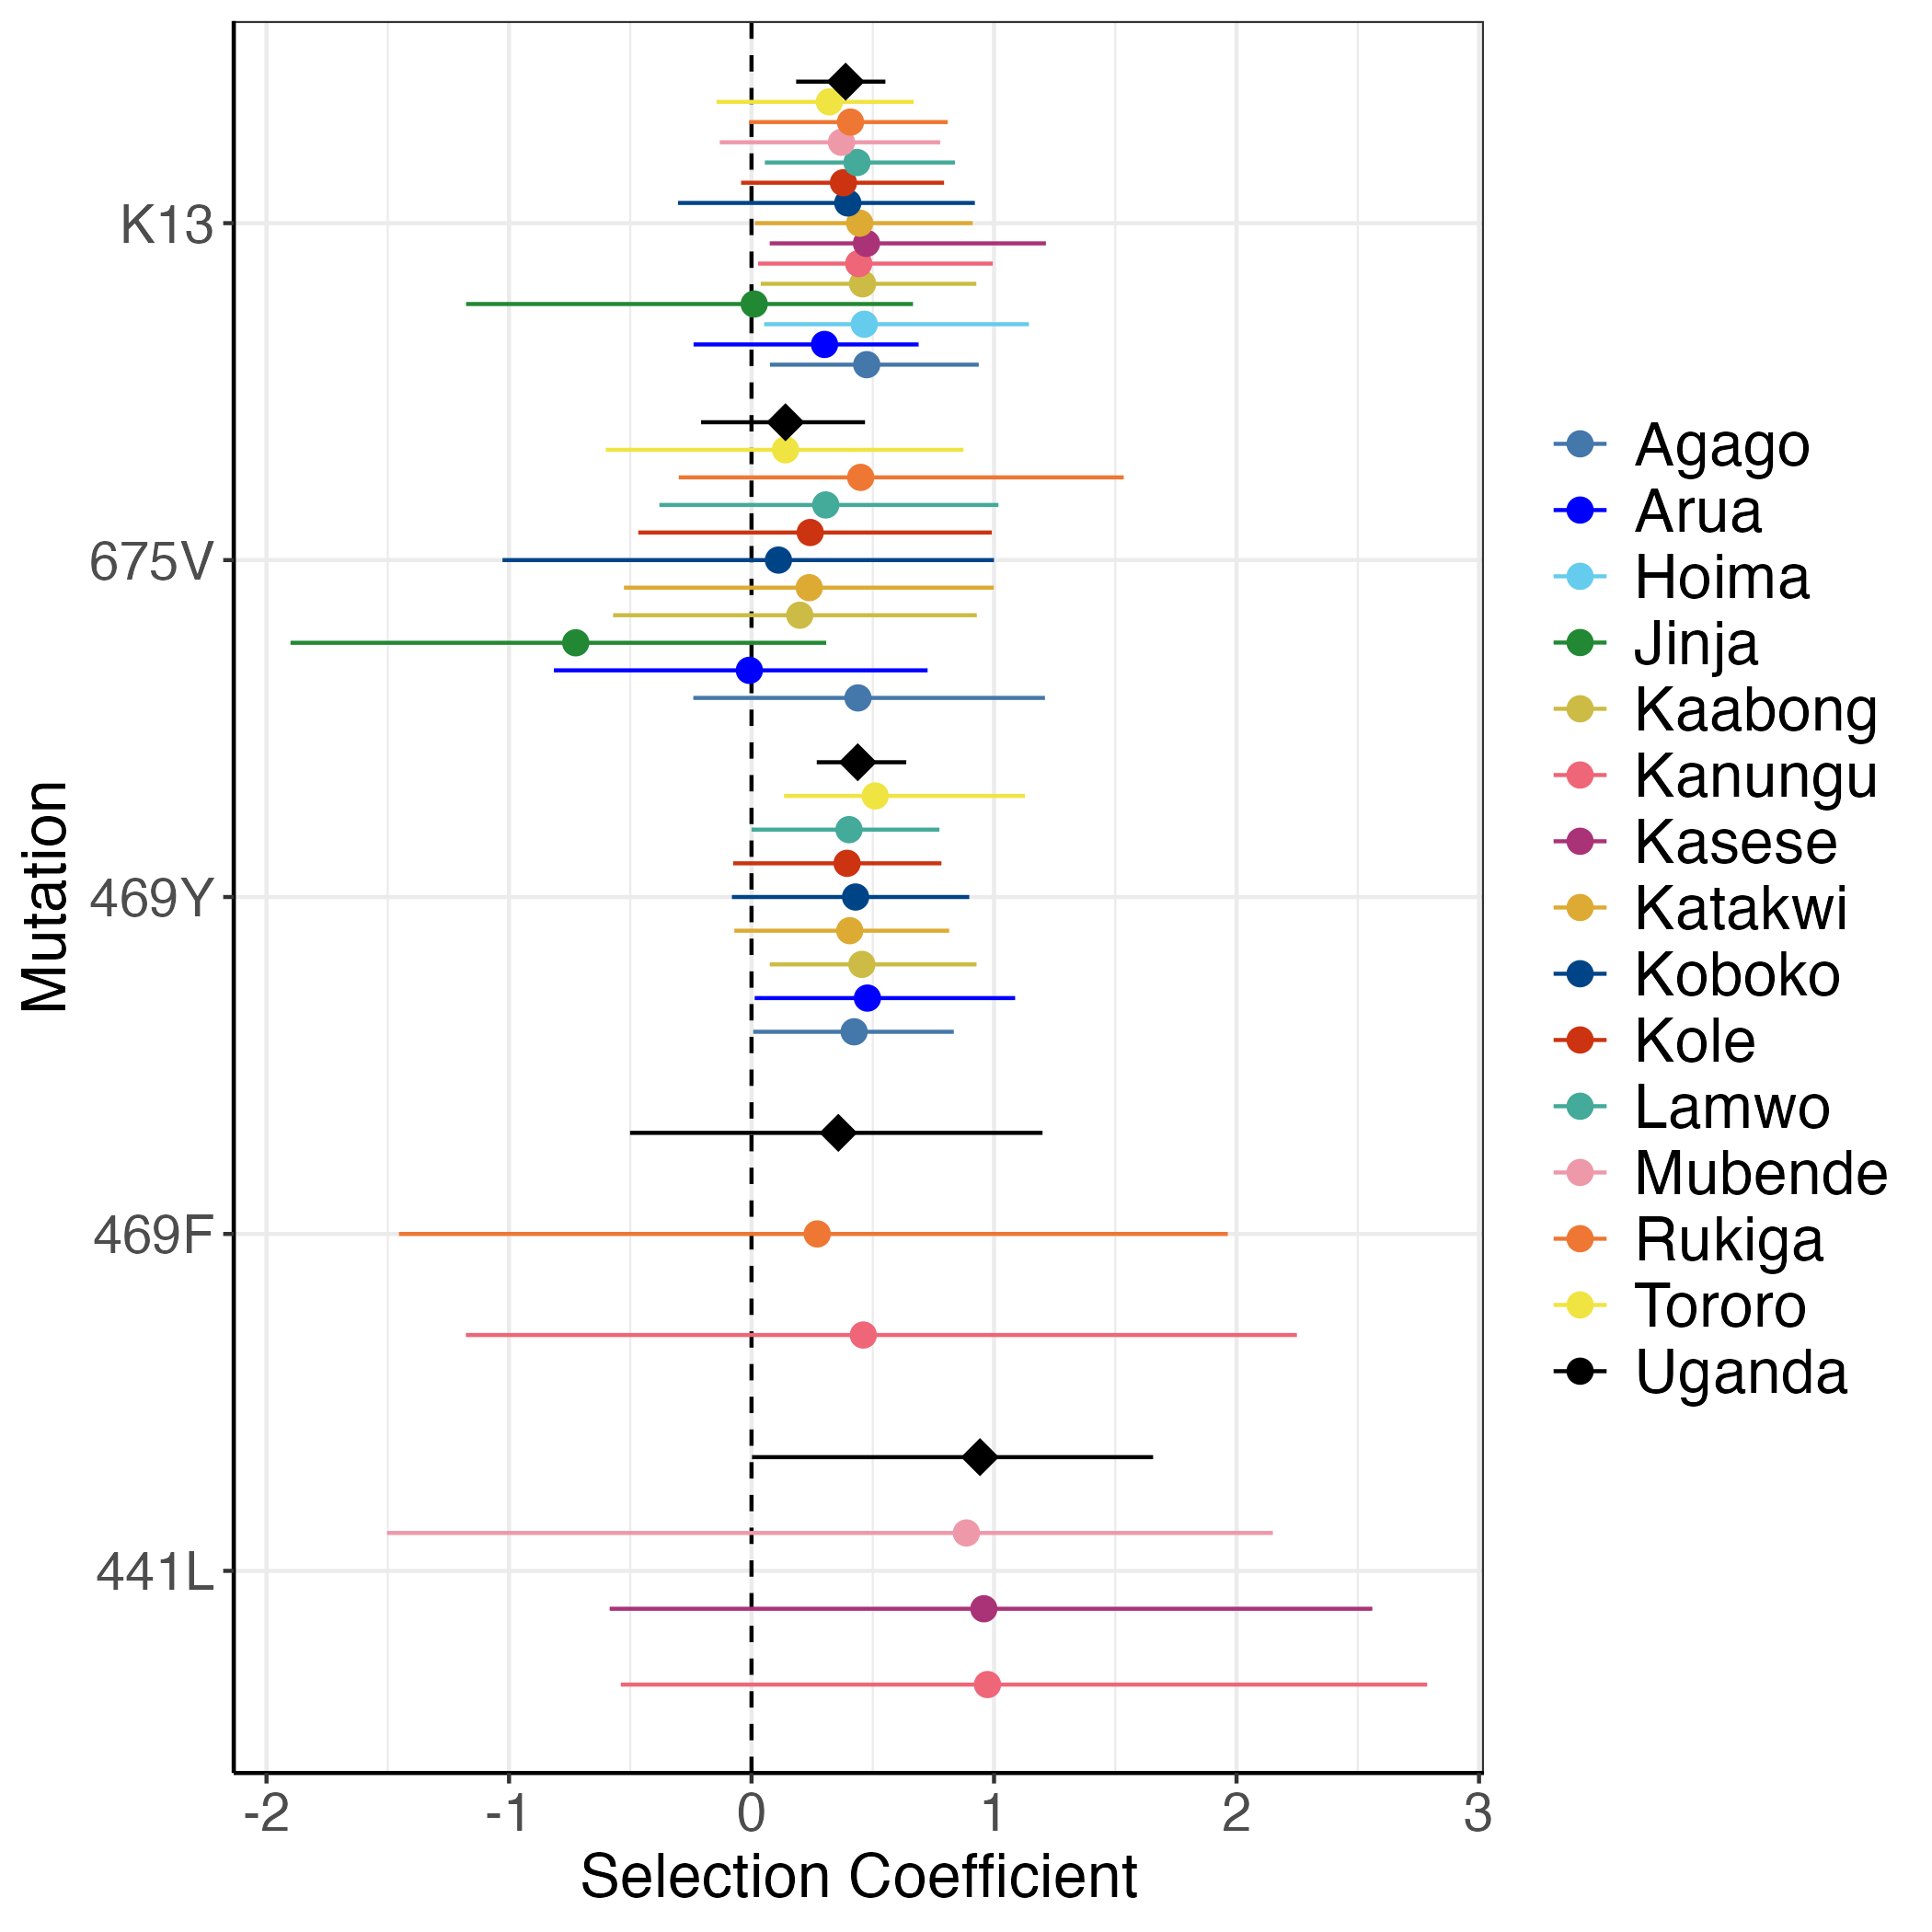 K13
675V
469Y
469F
441L
Mutation
-2 -1 0 1 2 3
Selection Coefficient
Agago
Arua
Hoima
Jinja
Kaabong
Kanungu
Kasese
Katakwi
Koboko
Kole
Lamwo
Mubende
Rukiga
Tororo
Uganda